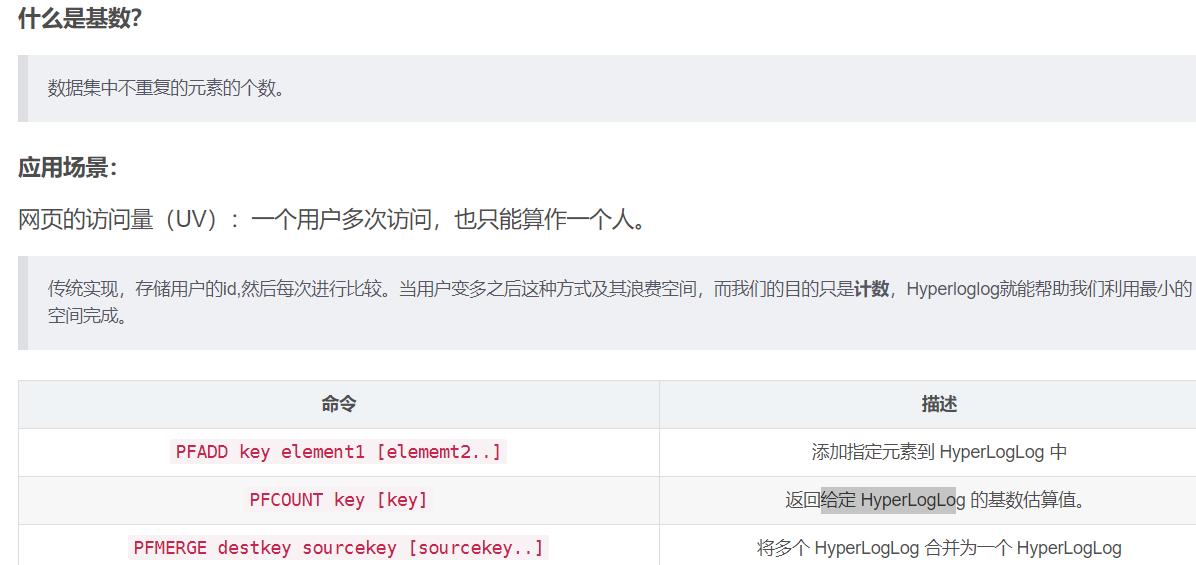 什么是基数？
数据集中不重复的元素的个数。
应用场景：
网页的访问量（UV）：一个用户多次访问，也只能算作一个人。
传统实现，存储用户的id,然后每次进行比较。当用户变多之后这种方式及其浪费空间，而我们的目的只是计数，Hyperloglog就能帮助我们利用最小的
空间完成。
命令 描述
PFADD key element1 [elememt2..] 添加指定元素到 HyperLogLog 中
PFCOUNT key [key] 返回给定 HyperLogLog 的基数估算值。
PFMERGE destkey sourcekey [sourcekey..] 将多个 HyperLogLog 合并为一个 HyperLogLog